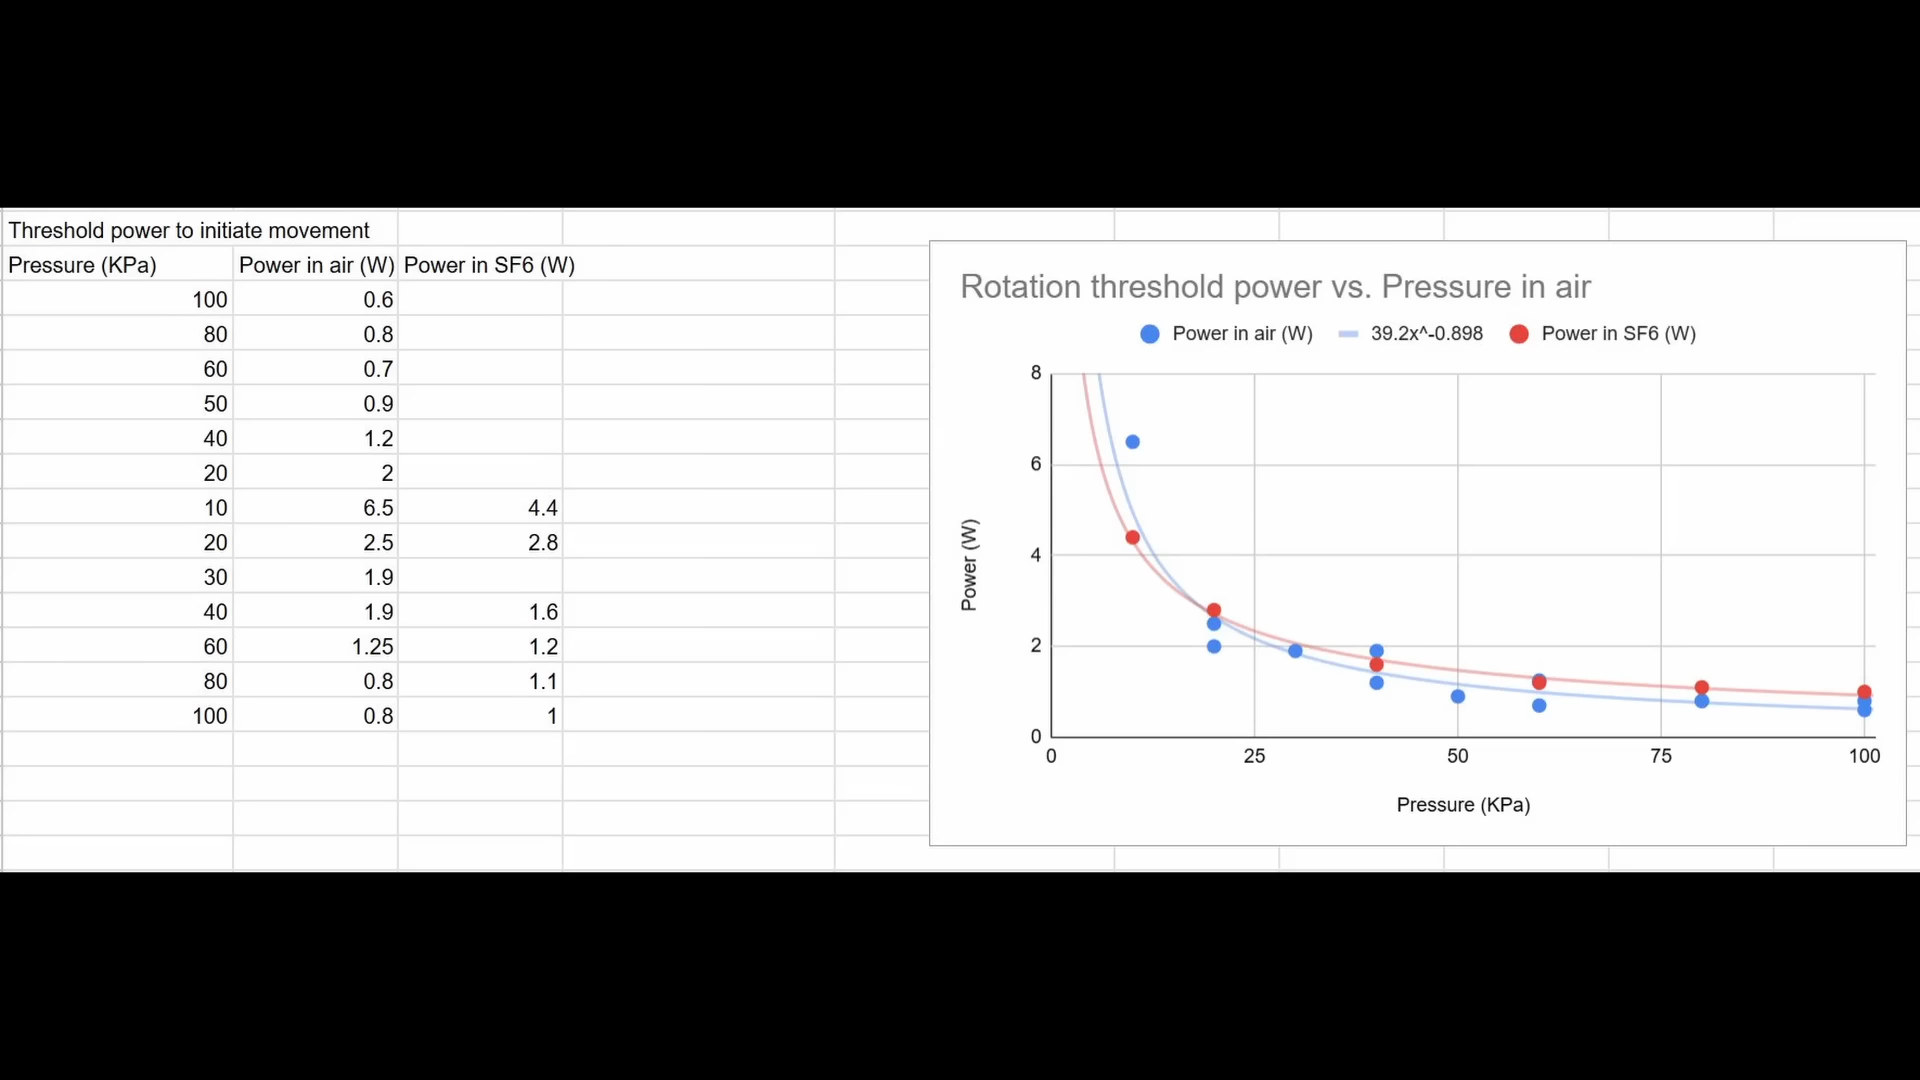 Threshold power to initiate movement
Pressure (KPa) Power in air (W) Power in SF6 (W)
100 0.6
80 0.8
60 0.7
50 0.9
40 1.2
20 2
10 6.5 4.4
20 2.5 2.8
30 1.9
40 1.9 1.6
60 1.25 1.2
80 0.8 1.1
100 0.8 1
Rotation threshold power vs. Pressure in air
Power in air (W) 39.2x^-0.898 Power in SF6 (W)
8
6
4
2
0
Power (W)
0 25 50 75 100
Pressure (KPa)